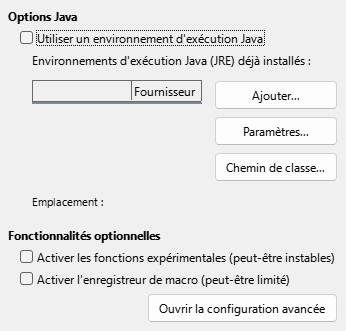 Options Java
Utiliser un environnement d'exécution Java
Environnements d'exécution Java (JRE) déjà installés :
Fournisseur
Ajouter...
Paramètres...
Chemin de classe...
Emplacement :
Fonctionnalités optionnelles
Activer les fonctions expérimentales (peut-être instables)
Activer l'enregistreur de macro (peut-être limité)
Ouvrir la configuration avancée